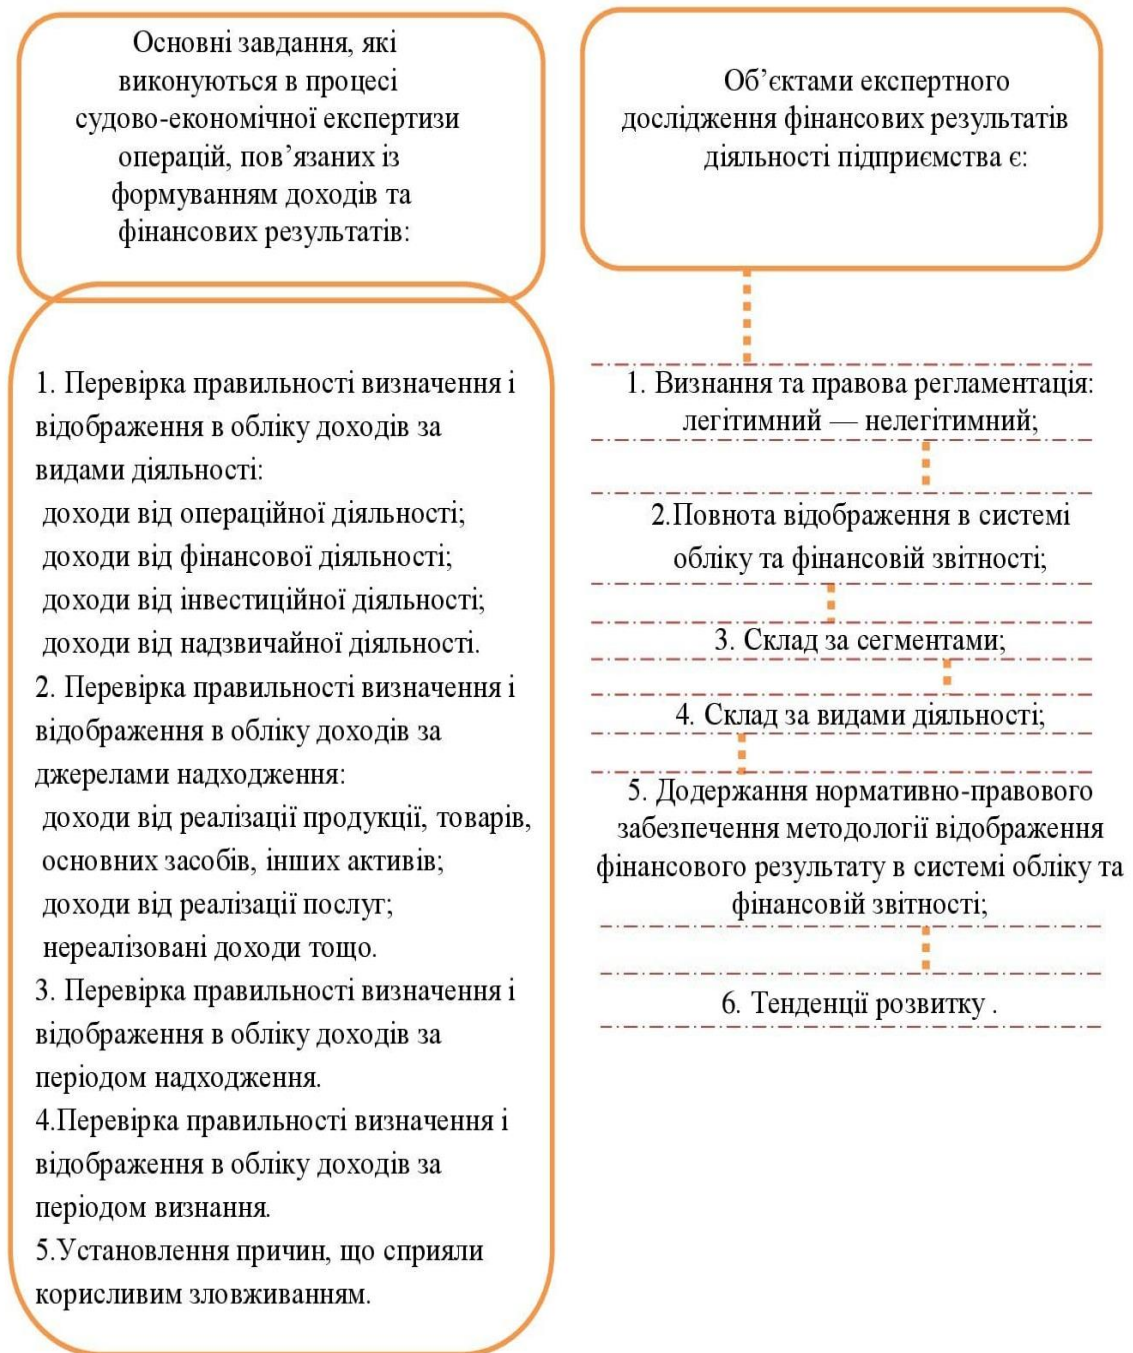 Основні завдання, які
виконуються в процесі
судово-економічної експертизи
операцій, пов’язаних із
формуванням доходів та
фінансових результатів:
1. Перевірка правильності визначення і
відображення в обліку доходів за
видами діяльності:
доходи від операційної діяльності;
доходи від фінансової діяльності;
доходи від інвестиційної діяльності;
доходи від надзвичайної діяльності.
2. Перевірка правильності визначення і
відображення в обліку доходів за
джерелами надходження:
доходи від реалізації продукції, товарів,
основних засобів, інших активів;
доходи від реалізації послуг;
нереалізовані доходи тощо.
3. Перевірка правильності визначення і
відображення в обліку доходів за
періодом надходження.
4.Перевірка правильності визначення і
відображення в обліку доходів за
періодом визнання.
5.Установлення причин, що сприяли
корисливим зловживанням.
Об’єктами експертного
дослідження фінансових результатів
діяльності підприємства є:
1. Визнання та правова регламентація:
легітимний — нелегітимний;
2.Повнота відображення в системі
обліку та фінансовій звітності;
3. Склад за сегментами;
4. Склад за видами діяльності;
5. Додержання нормативно-правового
забезпечення методології відображення
фінансового результату в системі обліку та
фінансовій звітності;
6. Тенденції розвитку .